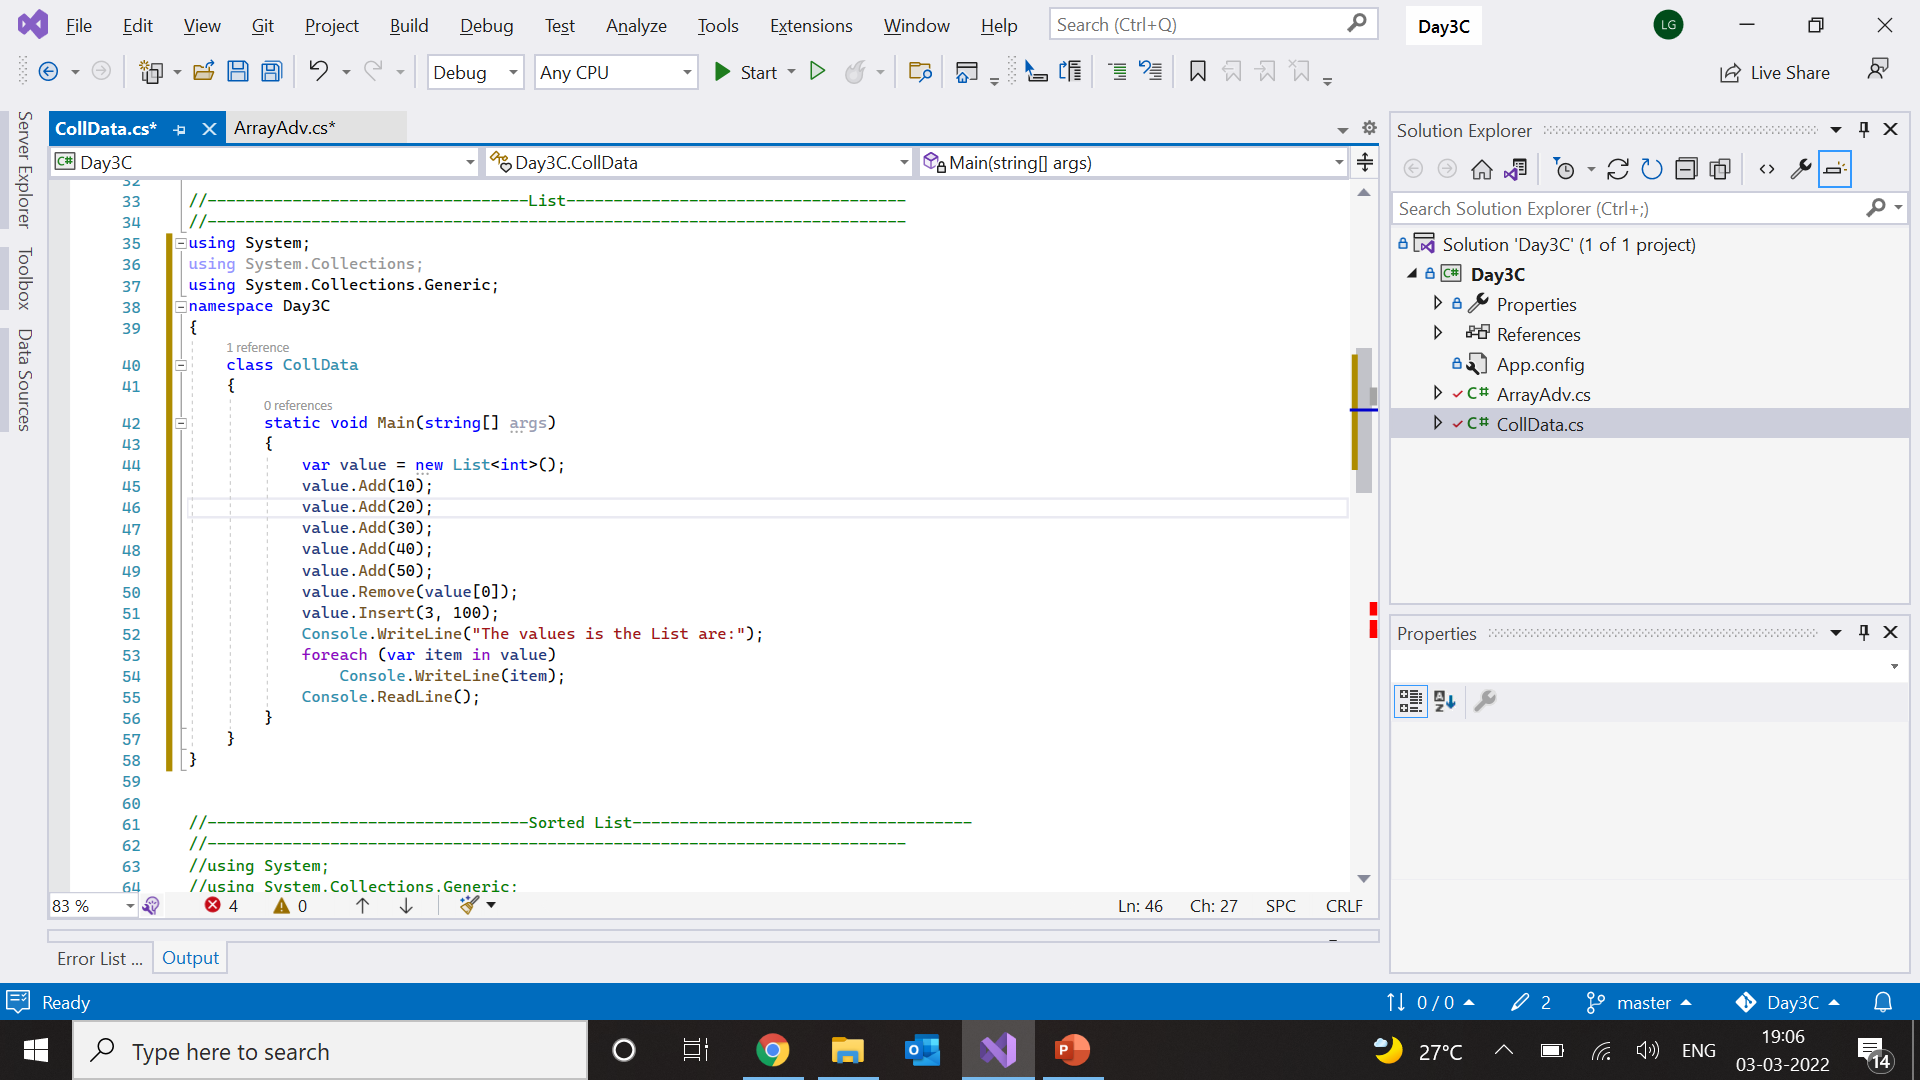 File Edit View Git Project Build Debug Test Analyze Tools Extensions Window Help Search (Ctrl+Q) Day3C LG
Debug Any CPU Start Live Share
Server Explorer
Toolbox
Data Sources
CollData.cs* ArrayAdv.cs*
C# Day3C Day3C.CollData Main(string[] args)
32
33 //----------------------------------List------------------------------------
34 //--------------------------------------------------------------------------
35 using System;
36 using System.Collections;
37 using System.Collections.Generic;
38 namespace Day3C
39 {
1 reference
40 class CollData
41 {
0 references
42 static void Main(string[] args)
43 {
44 var value = new List<int>();
45 value.Add(10);
46 value.Add(20);
47 value.Add(30);
48 value.Add(40);
49 value.Add(50);
50 value.Remove(value[0]);
51 value.Insert(3, 100);
52 Console.WriteLine("The values is the List are:");
53 foreach (var item in value)
54 Console.WriteLine(item);
55 Console.ReadLine();
56 }
57 }
58 }
59
60
61 //----------------------------------Sorted List------------------------------------
62 //--------------------------------------------------------------------------
63 //using System;
64 //using System.Collections.Generic;
83 % 4 0 Ln: 46 Ch: 27 SPC CRLF
Error List ... Output
Solution Explorer
Search Solution Explorer (Ctrl+;)
Solution 'Day3C' (1 of 1 project)
C# Day3C
Properties
References
App.config
C# ArrayAdv.cs
C# CollData.cs
Properties
Ready 0 / 0 2 master Day3C
Type here to search 27°C ENG 19:06
03-03-2022 14